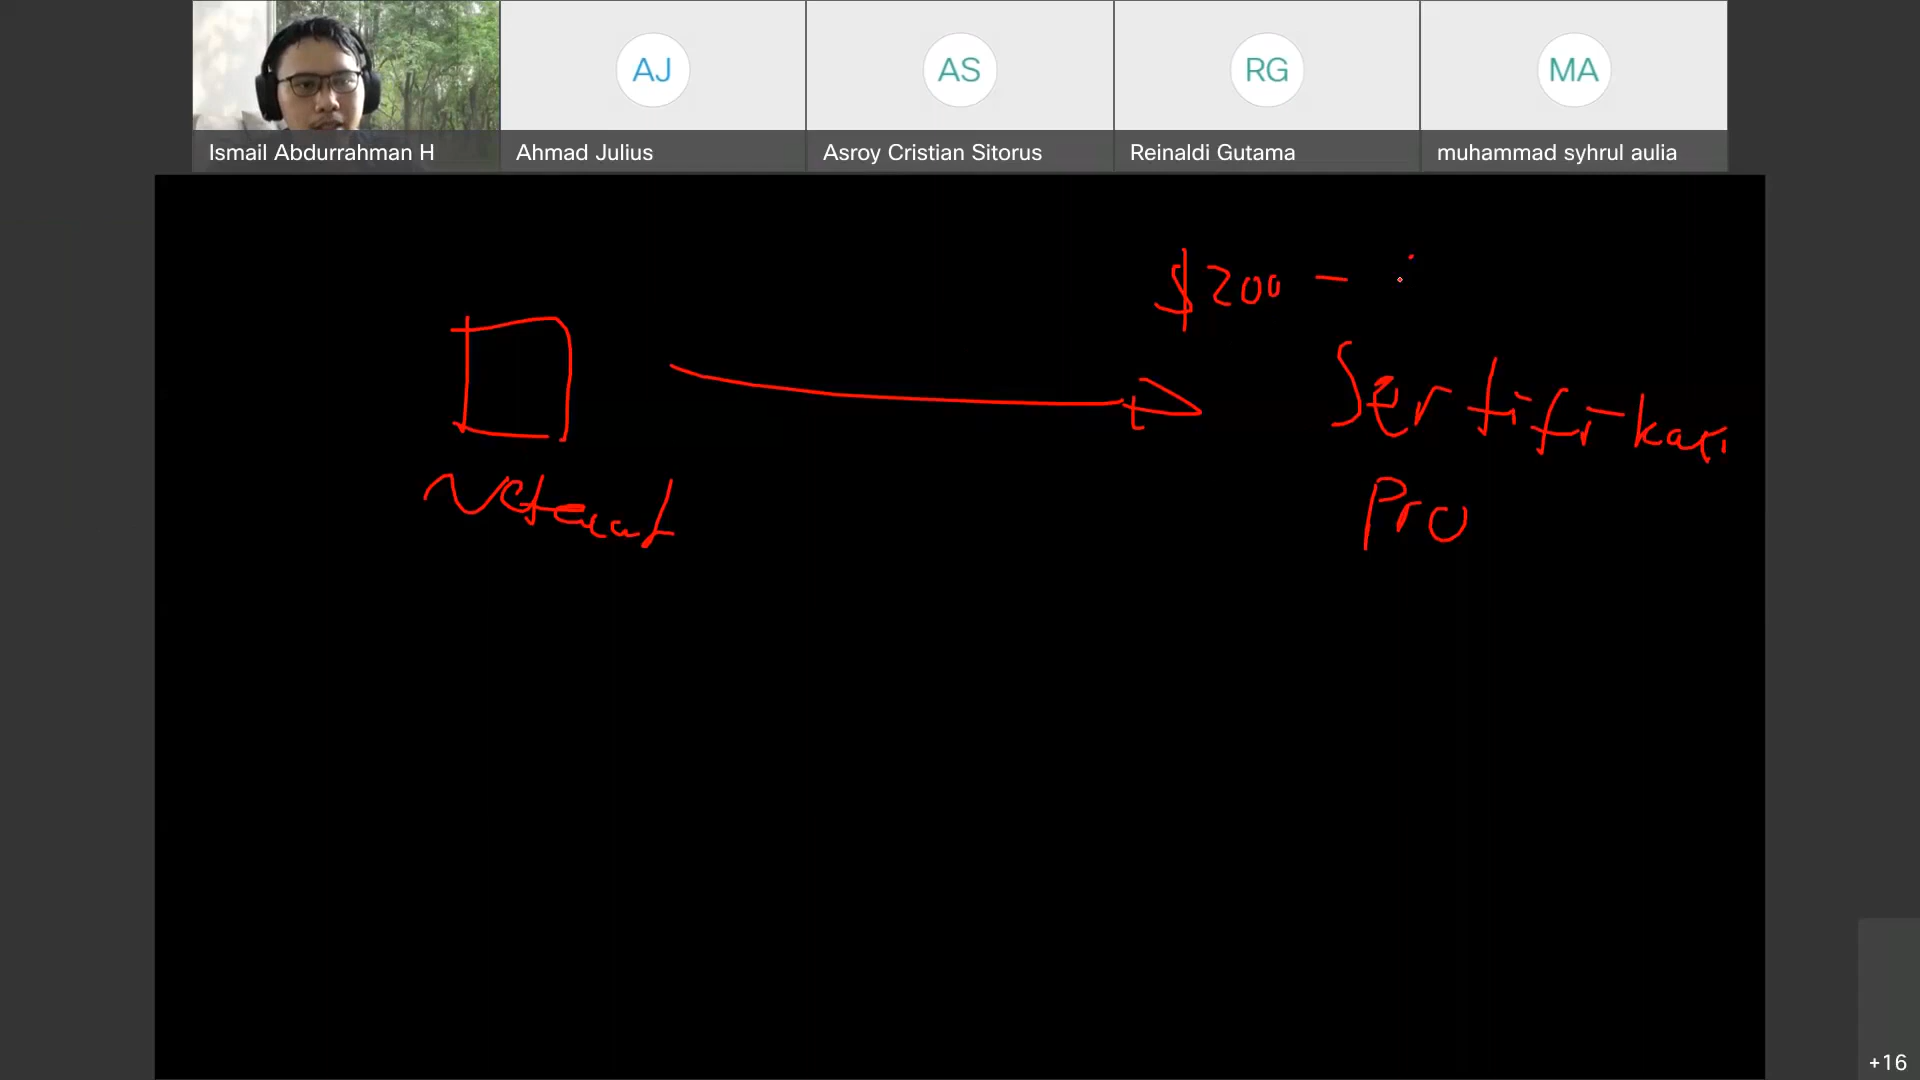 AJ
AS
RG
MA
Ismail Abdurrahman H
Ahmad Julius
Asroy Cristian Sitorus
Reinaldi Gutama
muhammad syhrul aulia
$200 -
Sertifikasi
Pro
+16